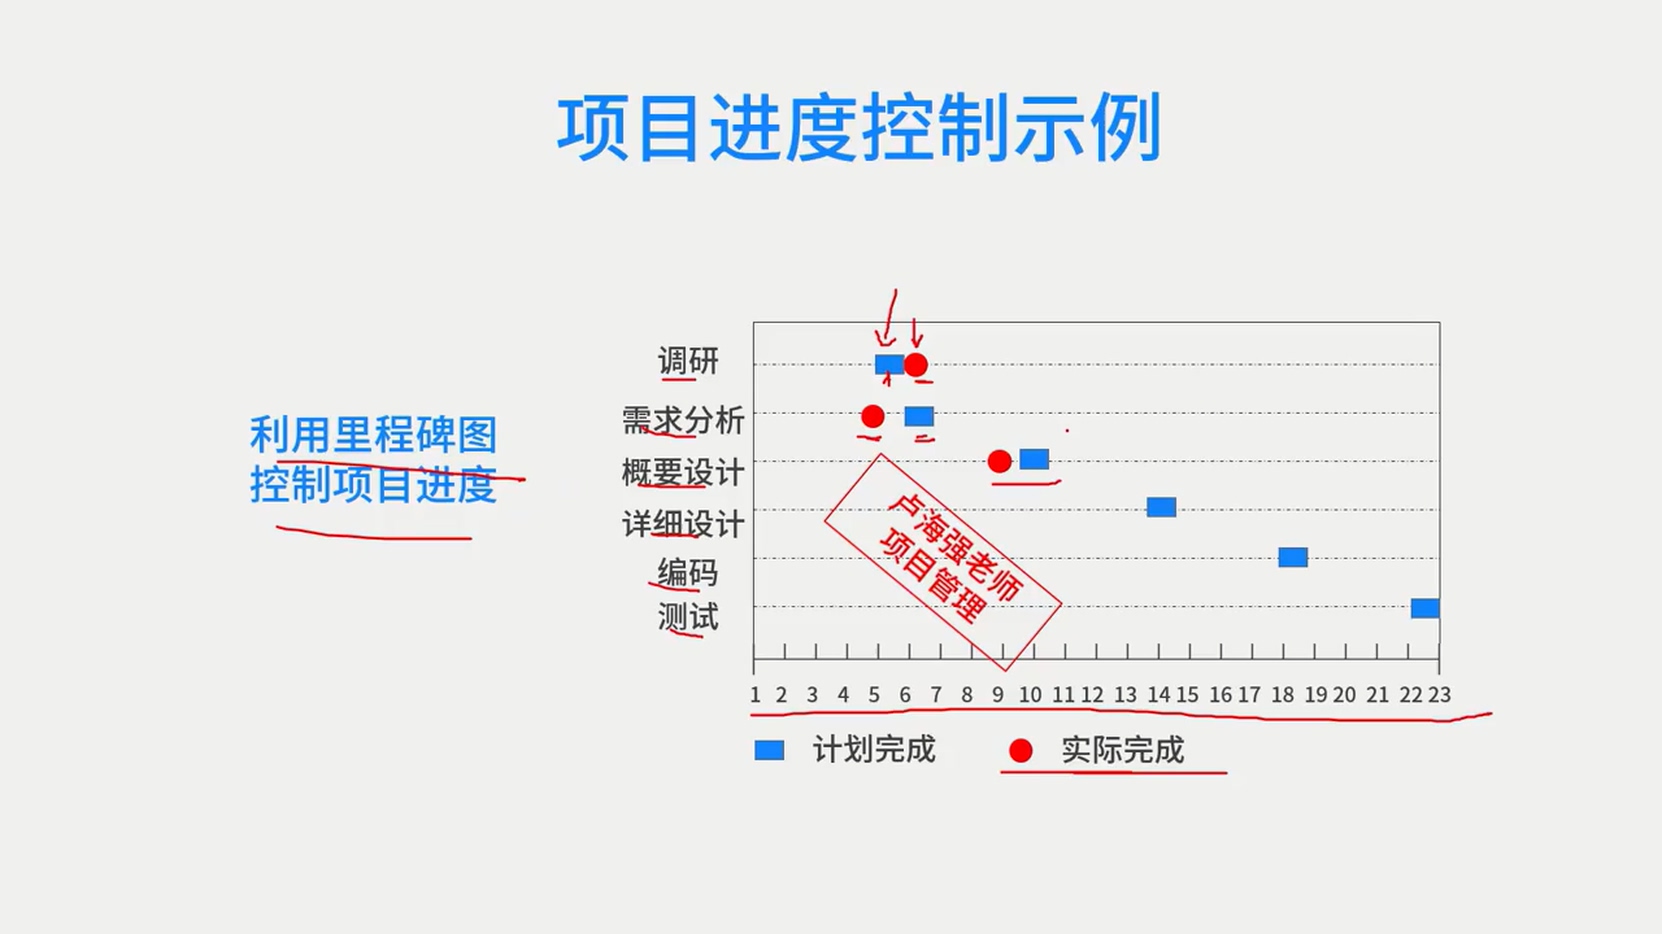 项目进度控制示例
利用里程碑图
控制项目进度
调研
需求分析
概要设计
详细设计
编码
测试
卢海强老师
项目管理
1 2 3 4 5 6 7 8 9 10 11 12 13 14 15 16 17 18 19 20 21 22 23
计划完成 实际完成